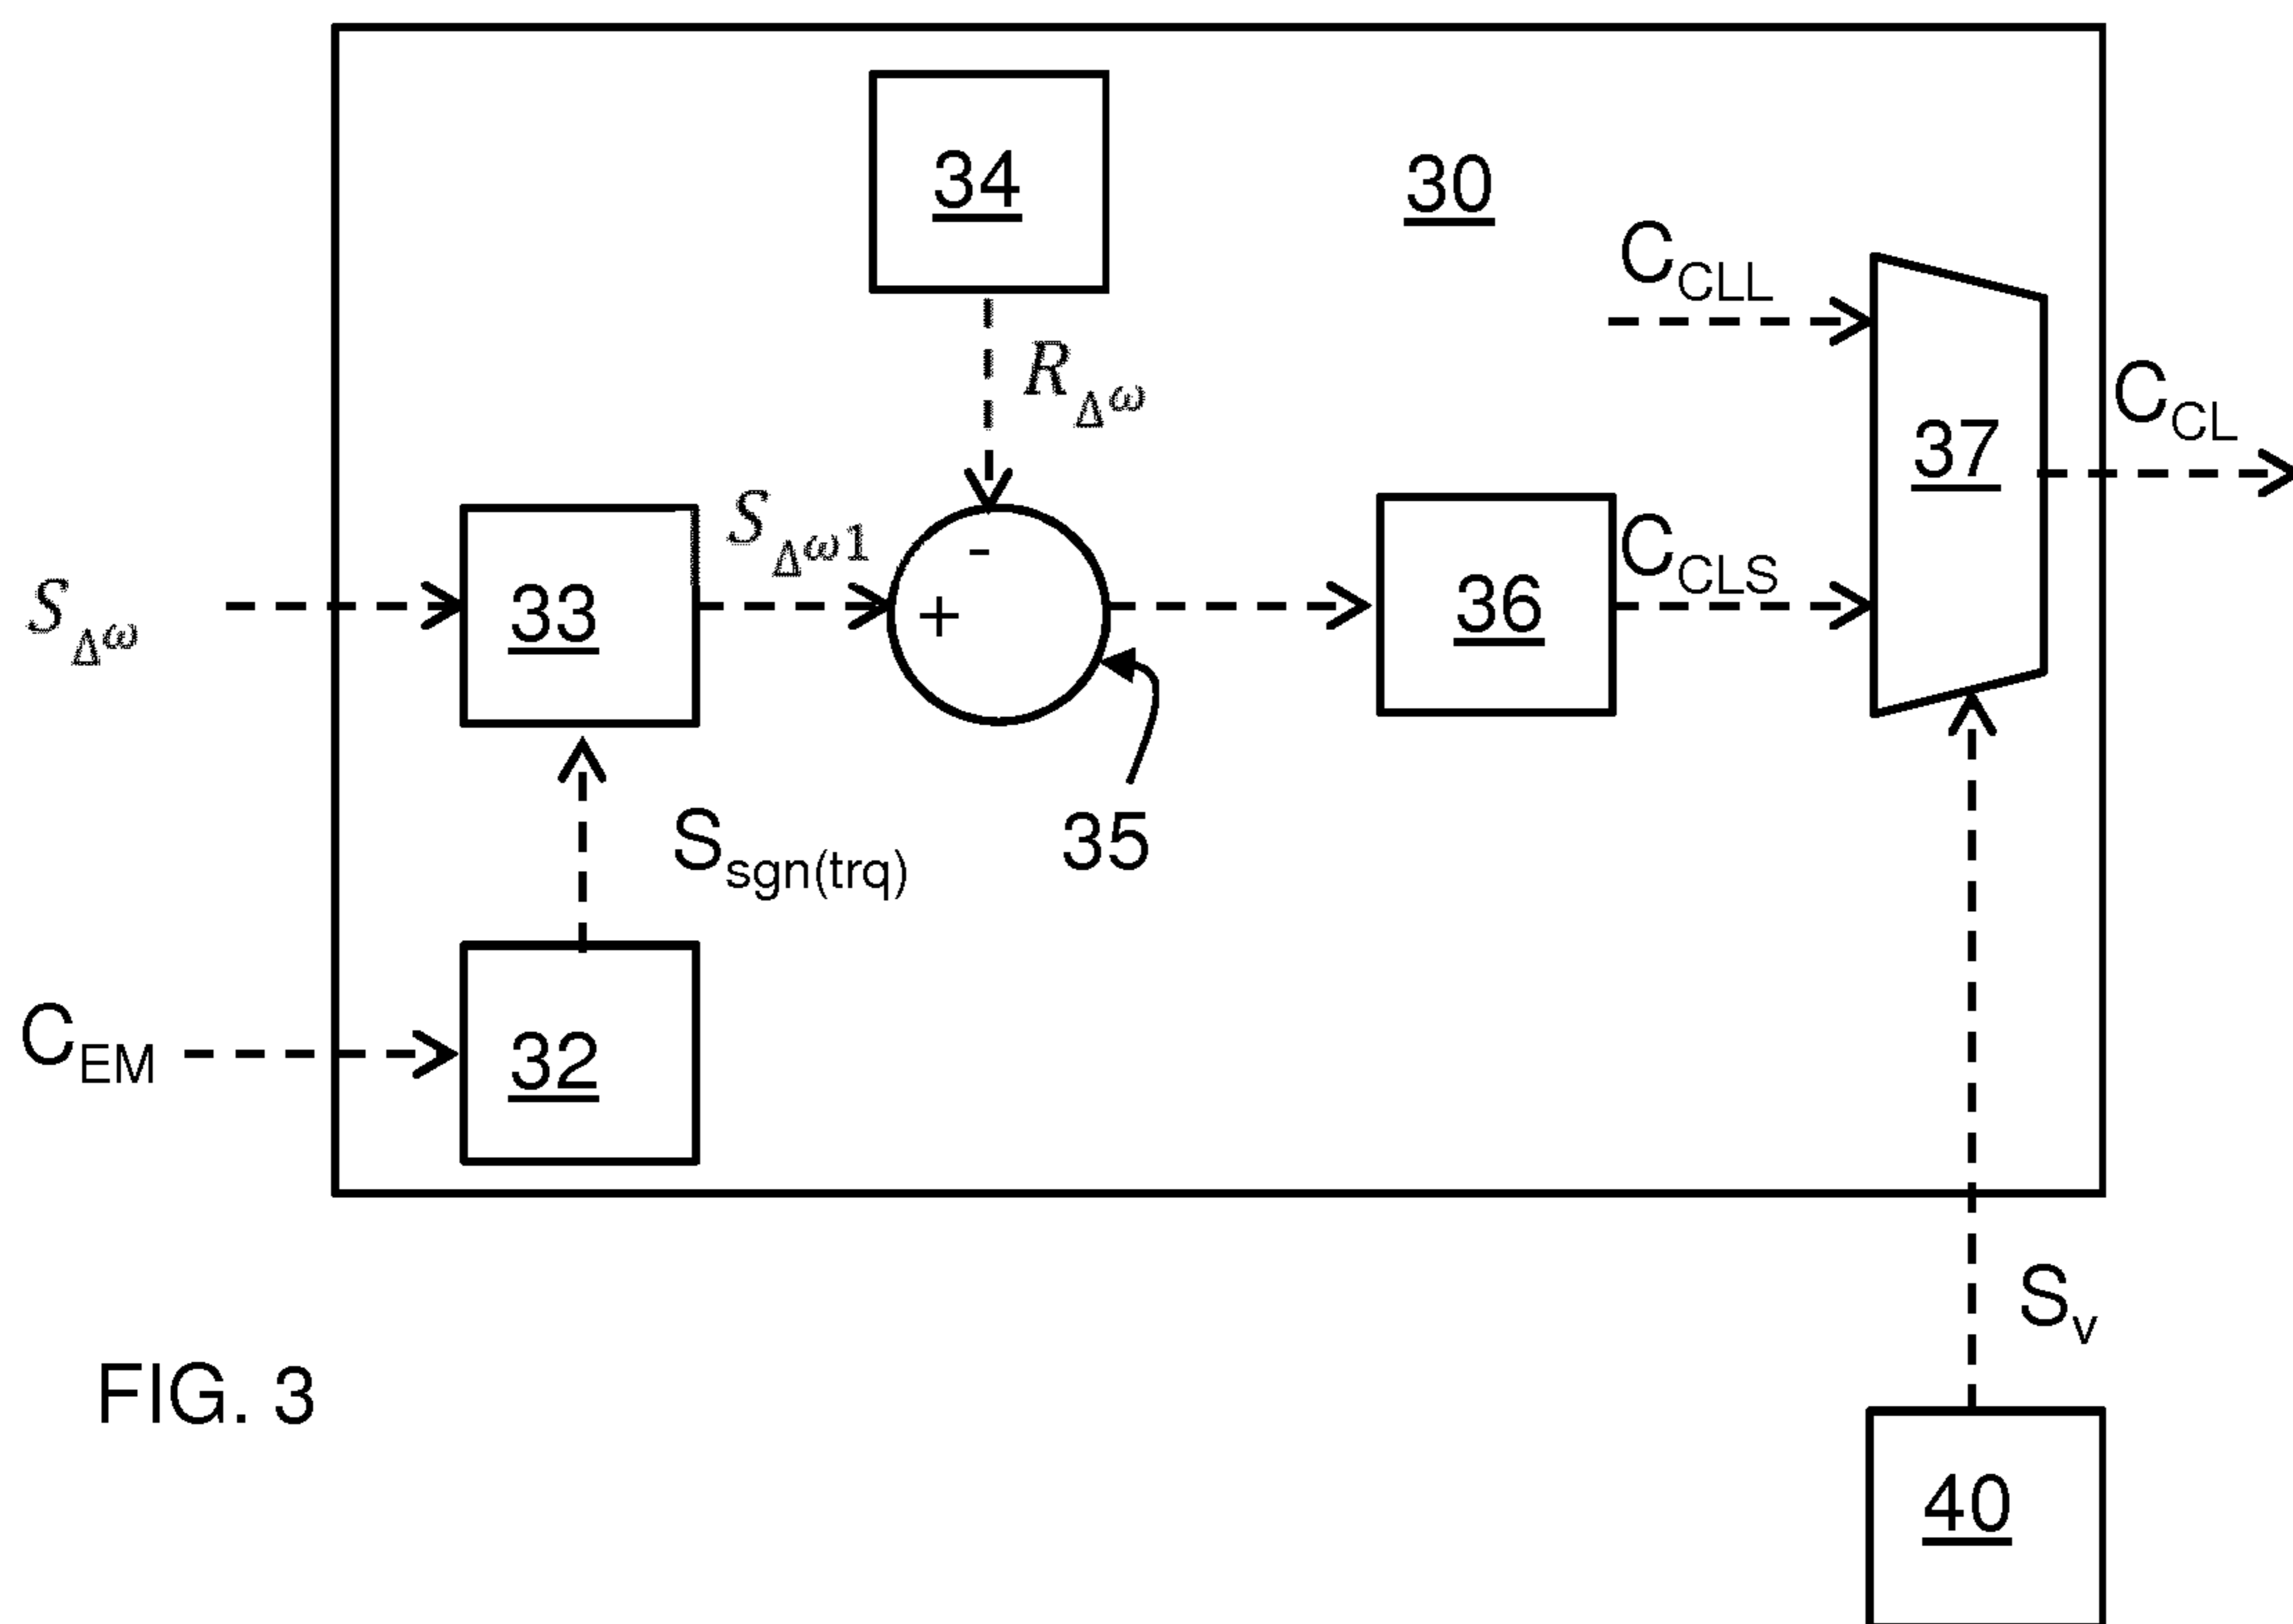 34
30
C_CLL
R_Δω
C_CL
37
S_Δω1
-
C_CLS
S_Δω
33
+
36
S_sgn(trq)
35
C_EM
32
S_v
FIG. 3
40